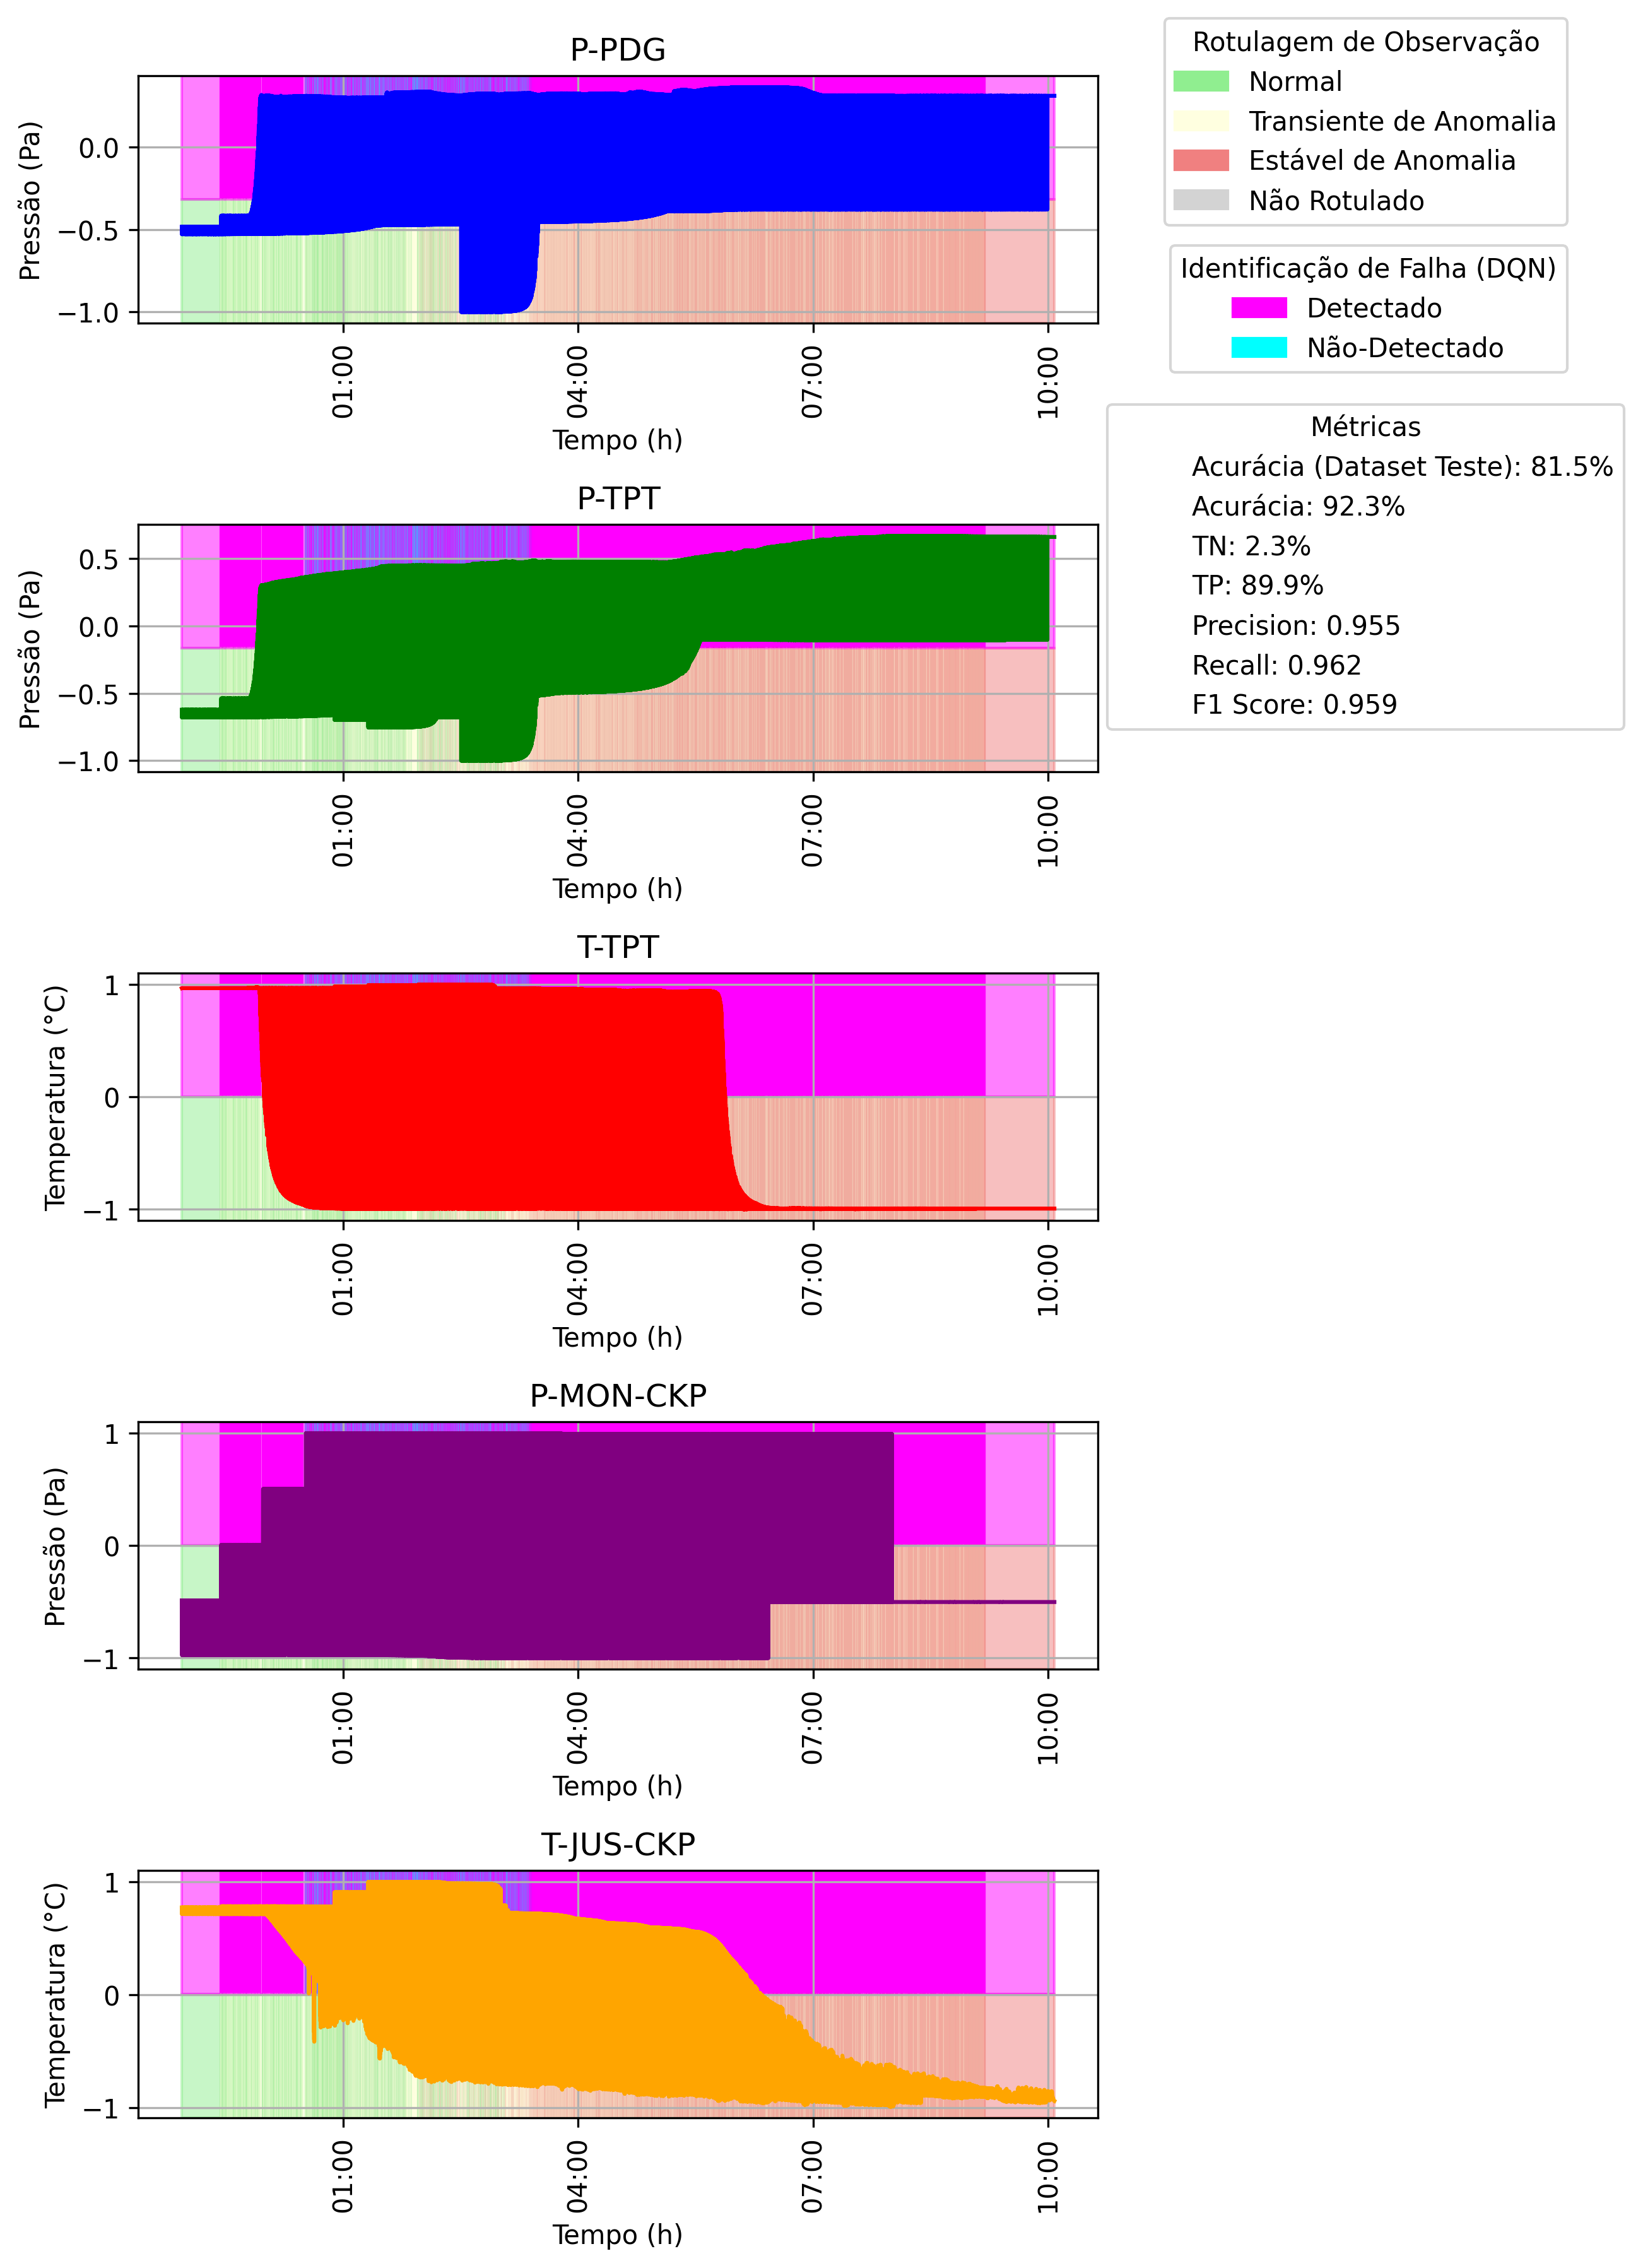 P-PDG
Pressão (Pa)
0.0
−0.5
−1.0
01:00
04:00
07:00
10:00
Tempo (h)
Rotulagem de Observação
Normal
Transiente de Anomalia
Estável de Anomalia
Não Rotulado
Identificação de Falha (DQN)
Detectado
Não-Detectado
Métricas
Acurácia (Dataset Teste): 81.5%
Acurácia: 92.3%
TN: 2.3%
TP: 89.9%
Precision: 0.955
Recall: 0.962
F1 Score: 0.959
P-TPT
Pressão (Pa)
0.5
0.0
−0.5
−1.0
01:00
04:00
07:00
10:00
Tempo (h)
T-TPT
Temperatura (°C)
1
0
−1
01:00
04:00
07:00
10:00
Tempo (h)
P-MON-CKP
Pressão (Pa)
1
0
−1
01:00
04:00
07:00
10:00
Tempo (h)
T-JUS-CKP
Temperatura (°C)
1
0
−1
01:00
04:00
07:00
10:00
Tempo (h)